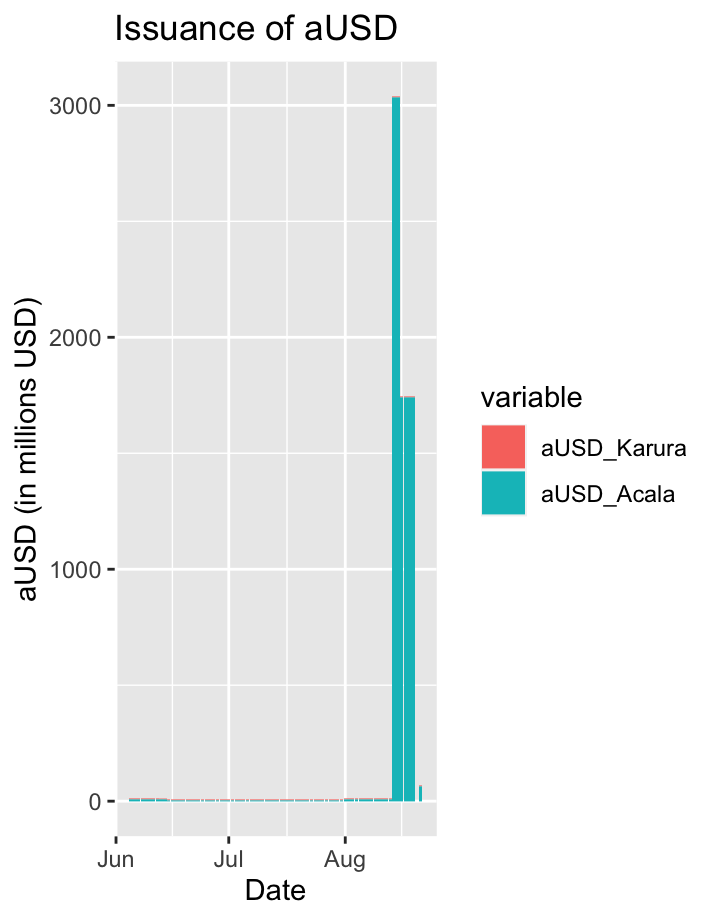 Issuance of aUSD
aUSD (in millions USD)
3000
2000
1000
0
Jun
Jul
Aug
Date
variable
aUSD_Karura
aUSD_Acala